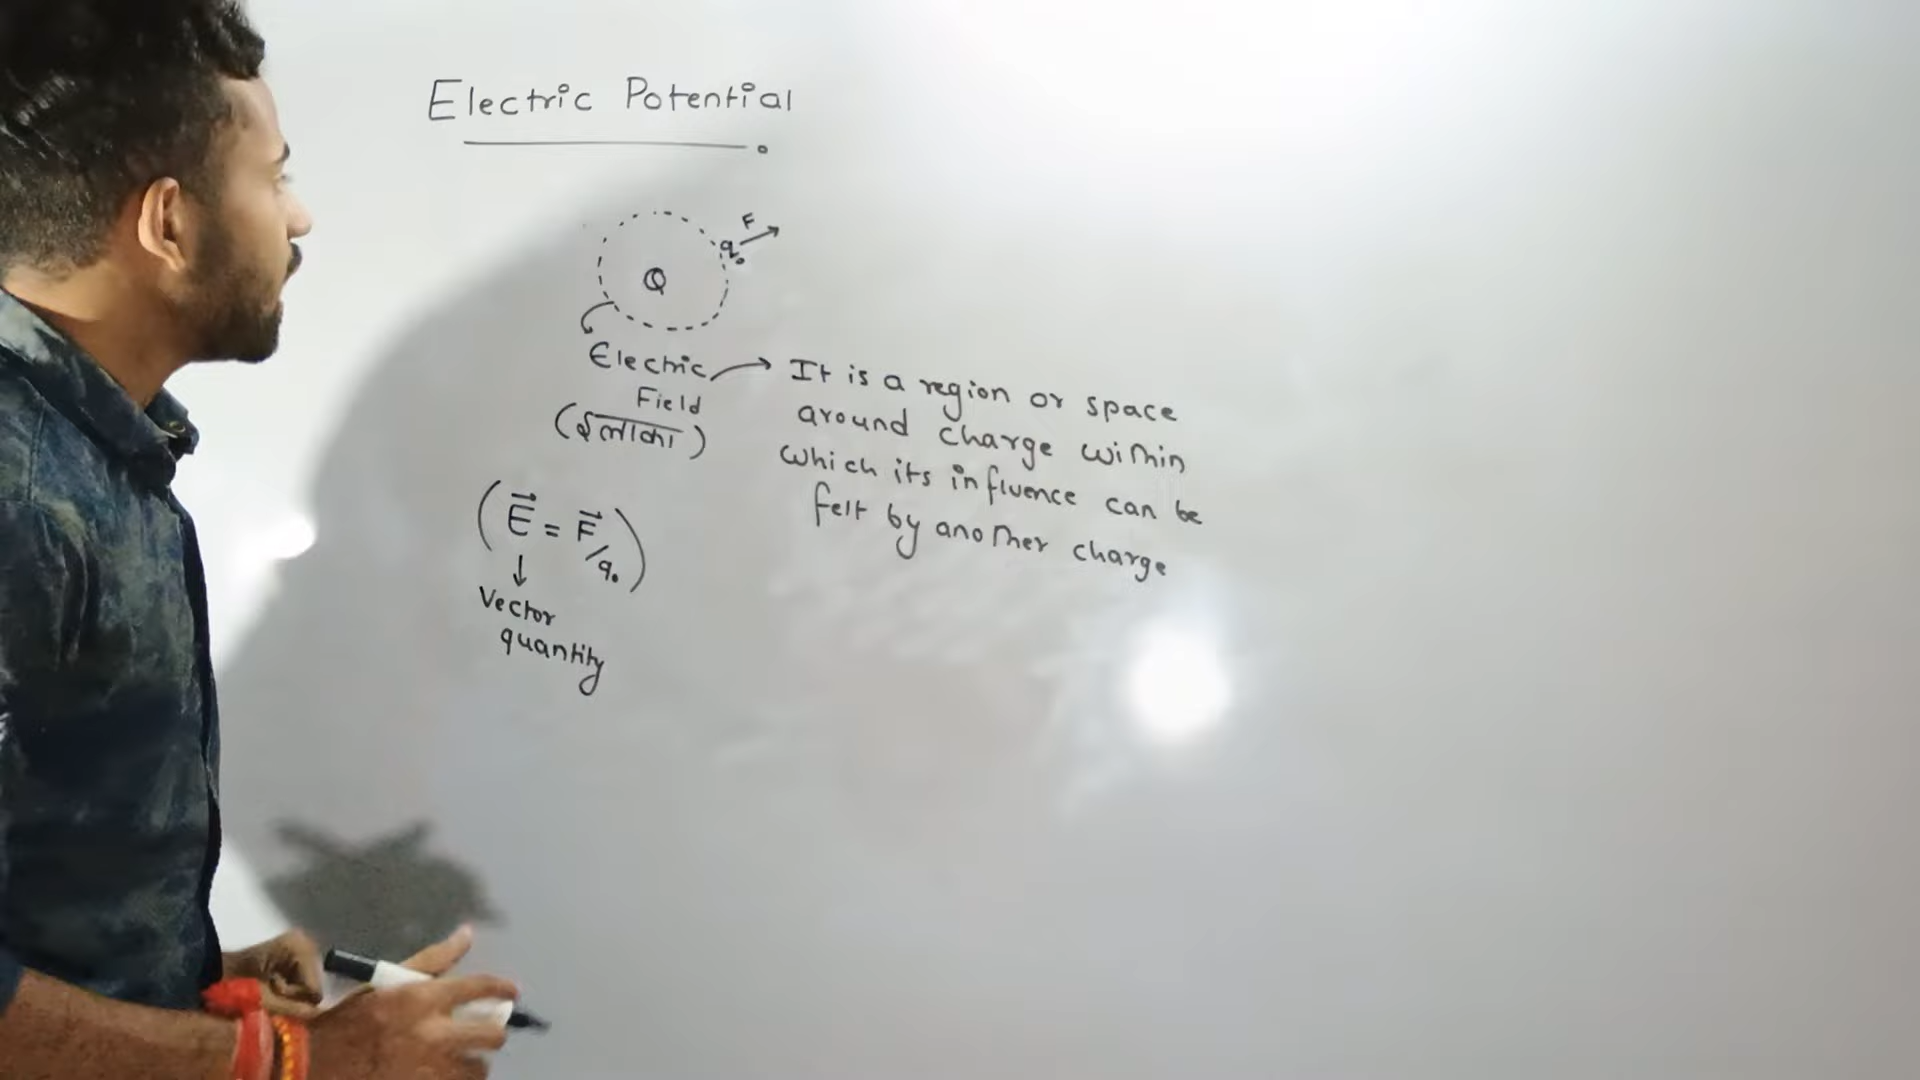 Electric Potential
F
q₀
Q
Electric → It is a region or space
Field around charge within
(इलाका) which its influence can be
felt by another charge
(E⃗ = F⃗/q₀)
↓
Vector
quantity